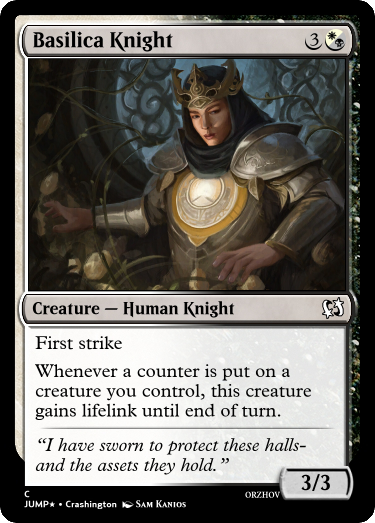 Basilica Knight 3
Creature — Human Knight
First strike
Whenever a counter is put on a
creature you control, this creature
gains lifelink until end of turn.
“I have sworn to protect these halls-
and the assets they hold.”
3/3
C
JUMP★ • Crashington SAM KANIOS
ORZHOV